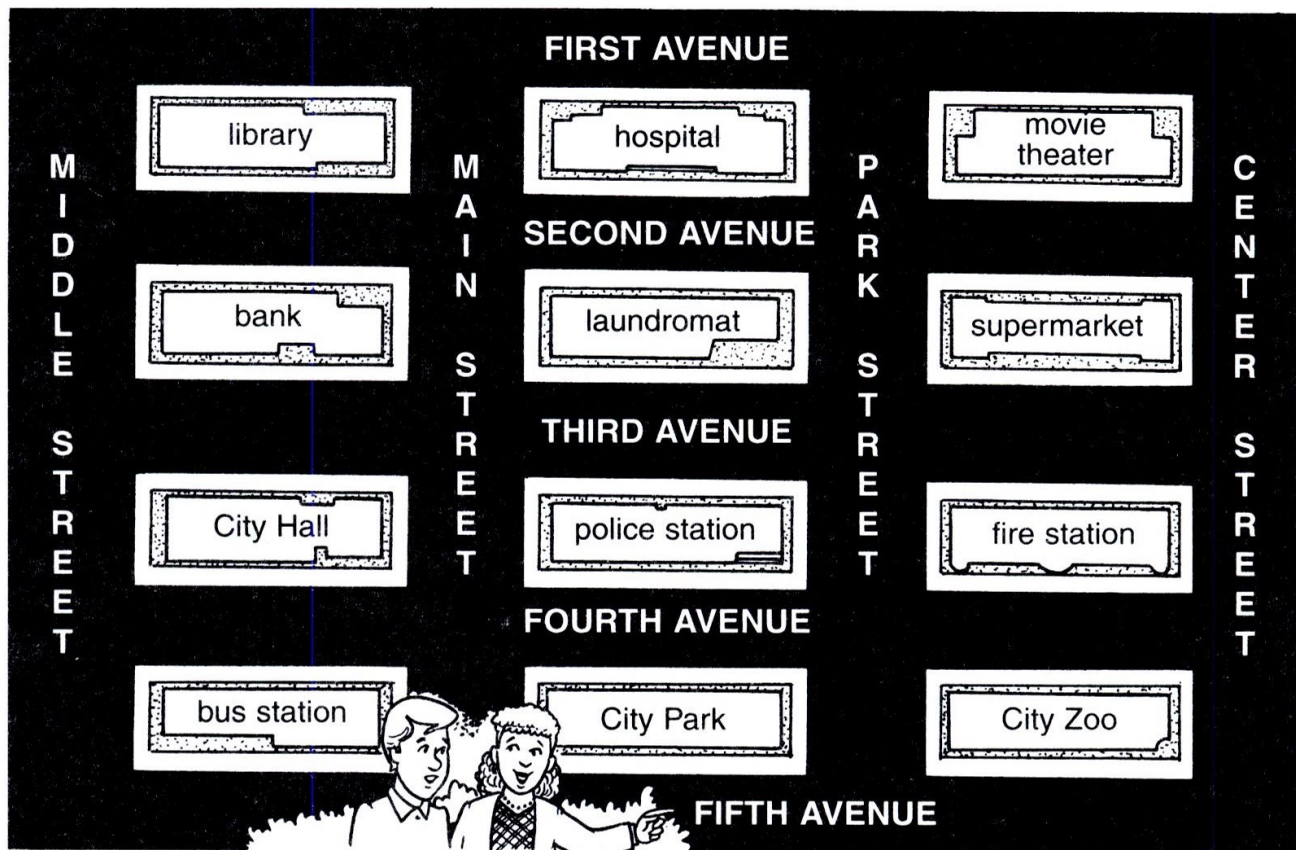 FIRST AVENUE
library
hospital
movie
theater
MIDDLE STREET
MAIN STREET
PARK STREET
CENTER STREET
SECOND AVENUE
bank
laundromat
supermarket
THIRD AVENUE
City Hall
police station
fire station
FOURTH AVENUE
bus station
City Park
City Zoo
FIFTH AVENUE